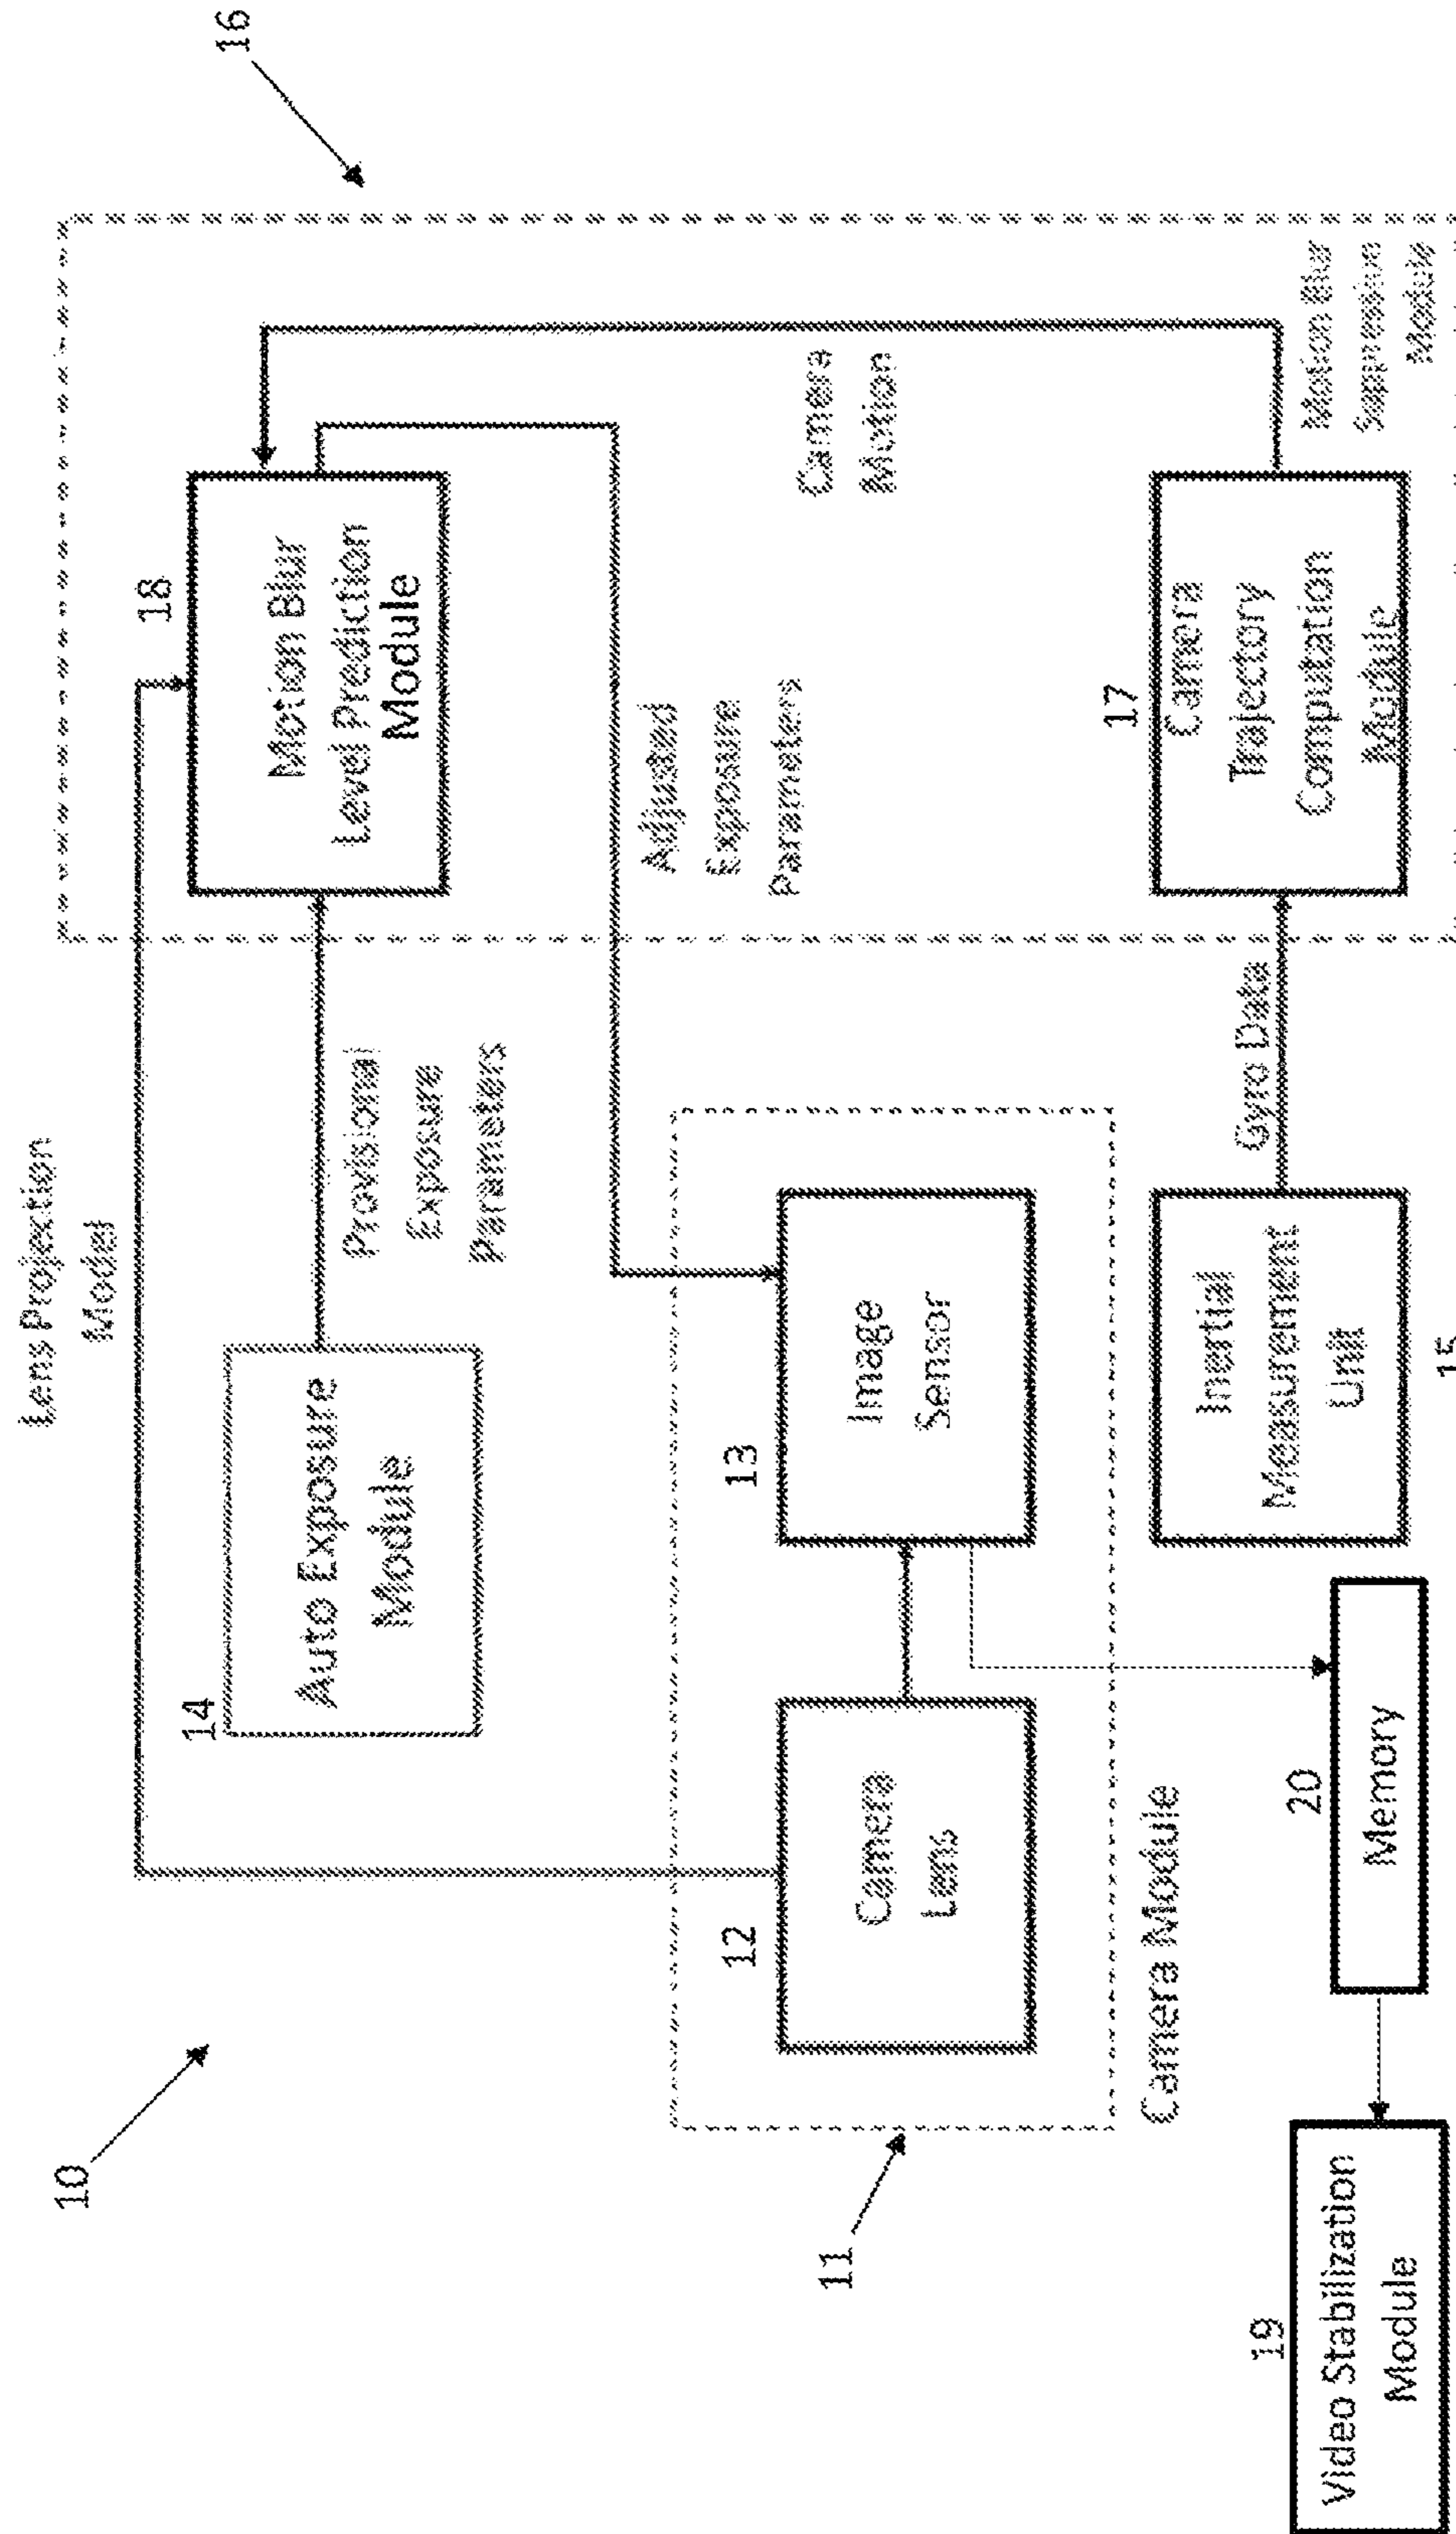 10
Lens Projection
Model
16
14
Auto Exposure
Module
Provisional
Exposure
Parameters
18
Motion Blur
Level Prediction
Module
Adjusted
Exposure
Parameters
Camera
Motion
11
12
Camera
Lens
13
Image
Sensor
Camera Module
19
Video Stabilization
Module
20
Memory
Inertial
Measurement
Unit
15
Gyro Data
17
Camera
Trajectory
Computation
Module
Motion Blur
Suppression
Module